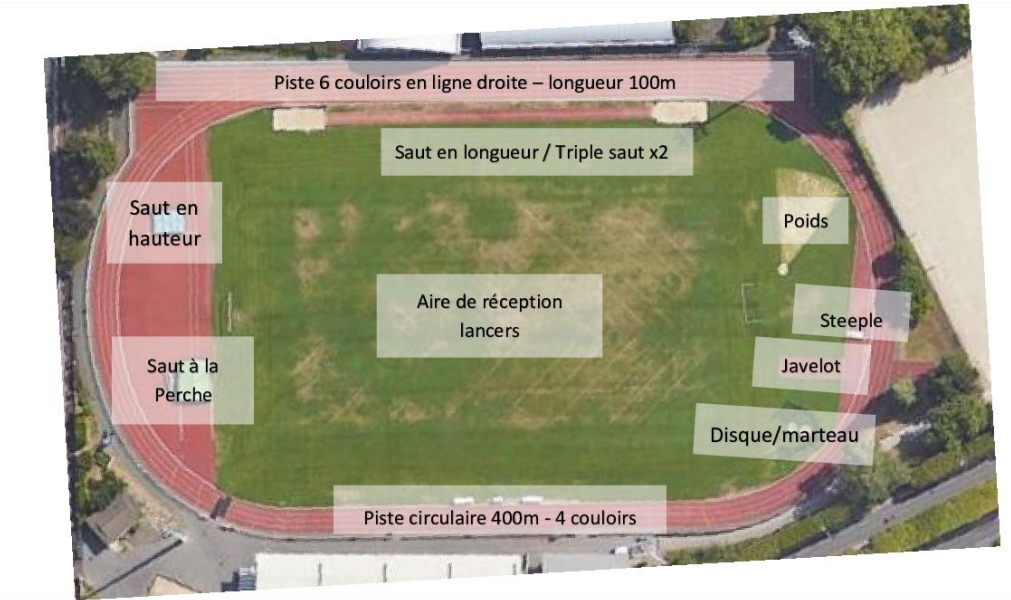 Piste 6 couloirs en ligne droite – longueur 100m
Saut en longueur / Triple saut x2
Saut en
hauteur
Poids
Aire de réception
lancers
Steeple
Saut à la
Perche
Javelot
Disque/marteau
Piste circulaire 400m - 4 couloirs